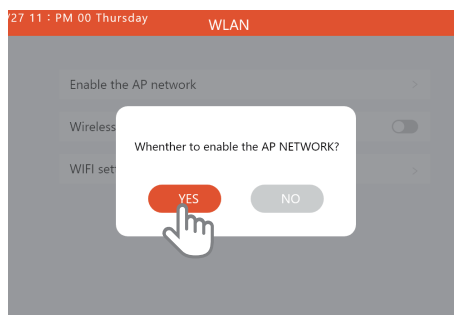 /27 11 : PM 00 Thursday
WLAN
Enable the AP network
Wireless
WIFI set
Whenther to enable the AP NETWORK?
YES
NO